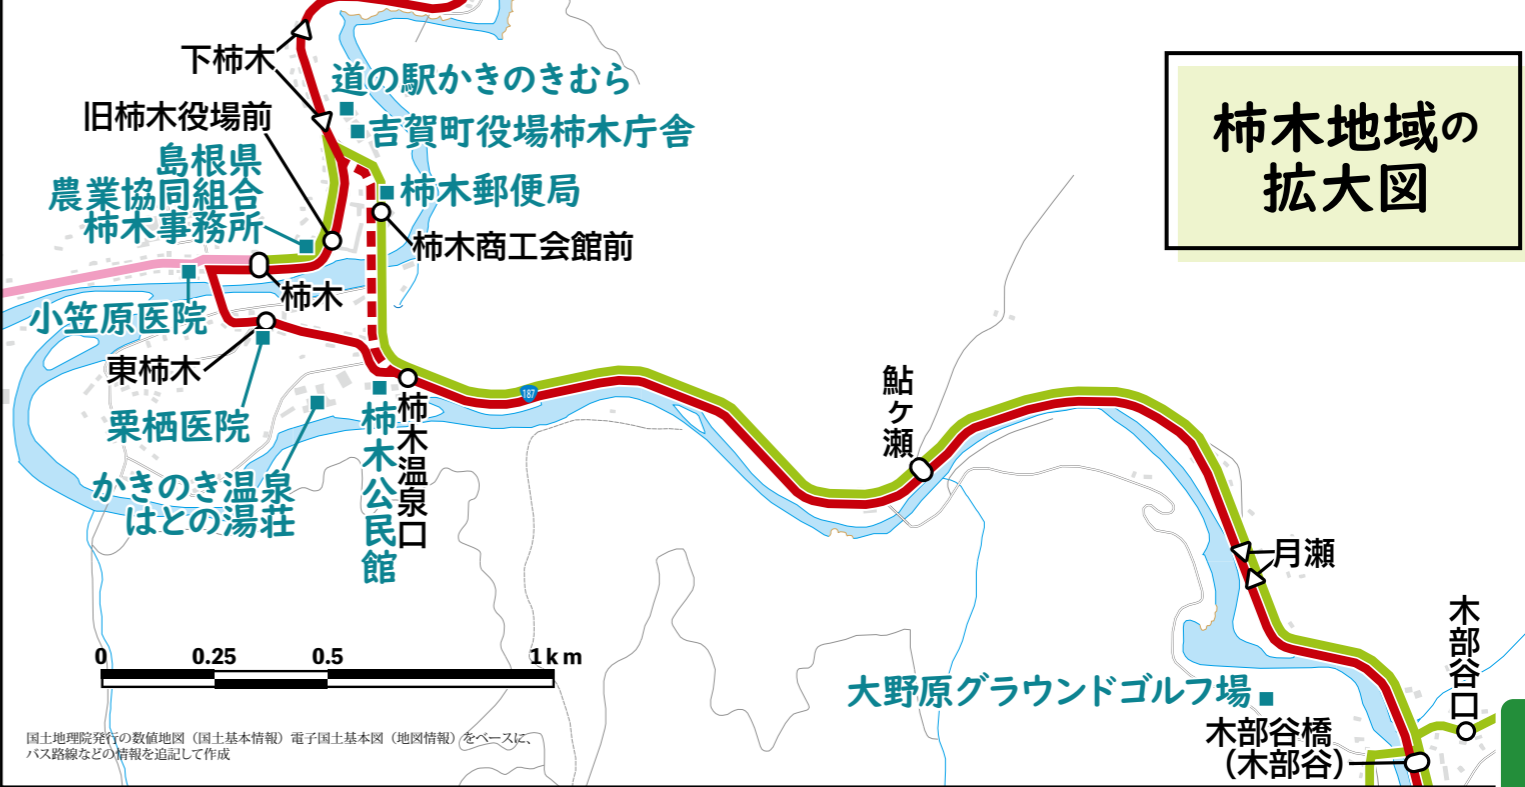 柿木地域の
拡大図
下柿木
道の駅かきのきむら
旧柿木役場前
吉賀町役場柿木庁舎
島根県
農業協同組合
柿木事務所
柿木郵便局
柿木商工会館前
柿木
小笠原医院
東柿木
栗栖医院
かきのき温泉
はとの湯荘
柿木公民館
柿木温泉口
187
鮎ヶ瀬
月瀬
木部谷口
大野原グラウンドゴルフ場
木部谷橋
（木部谷）
0 0.25 0.5 1km
国土地理院発行の数値地図（国土基本情報）電子国土基本図（地図情報）をベースに、
バス路線などの情報を追記して作成